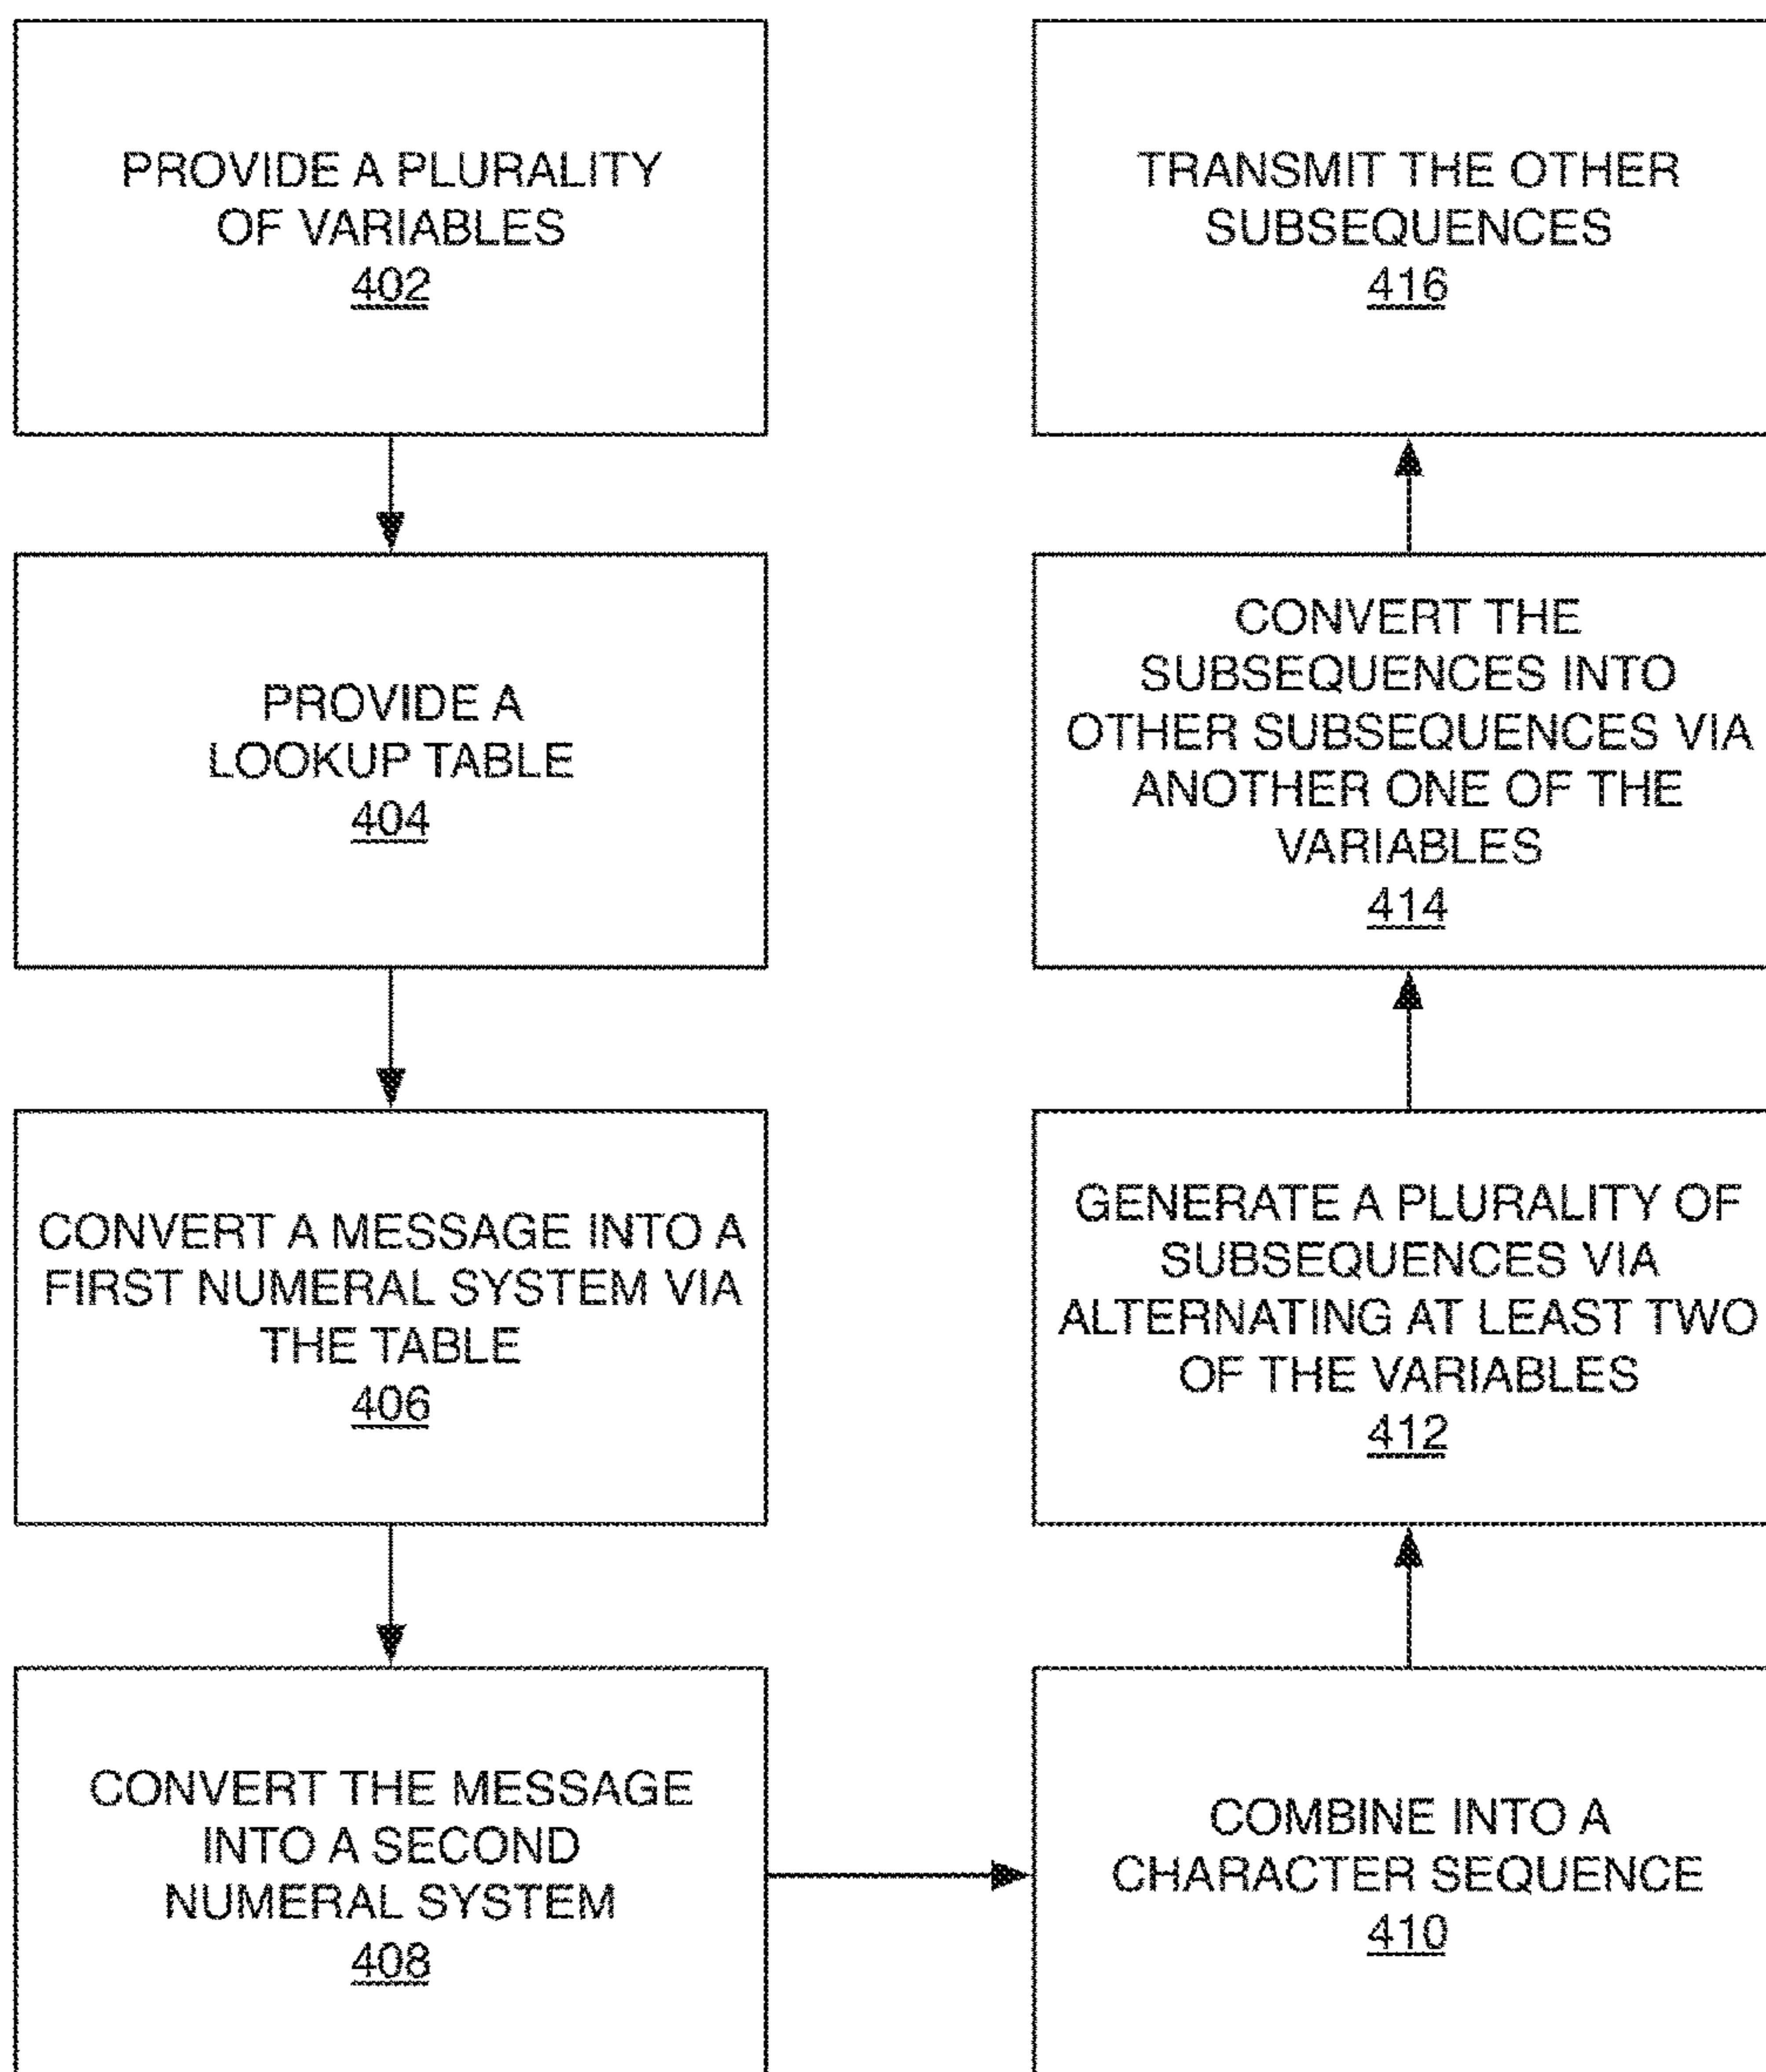 PROVIDE A PLURALITY
OF VARIABLES
402
PROVIDE A
LOOKUP TABLE
404
CONVERT A MESSAGE INTO A
FIRST NUMERAL SYSTEM VIA
THE TABLE
406
CONVERT THE MESSAGE
INTO A SECOND
NUMERAL SYSTEM
408
COMBINE INTO A
CHARACTER SEQUENCE
410
GENERATE A PLURALITY OF
SUBSEQUENCES VIA
ALTERNATING AT LEAST TWO
OF THE VARIABLES
412
CONVERT THE
SUBSEQUENCES INTO
OTHER SUBSEQUENCES VIA
ANOTHER ONE OF THE
VARIABLES
414
TRANSMIT THE OTHER
SUBSEQUENCES
416